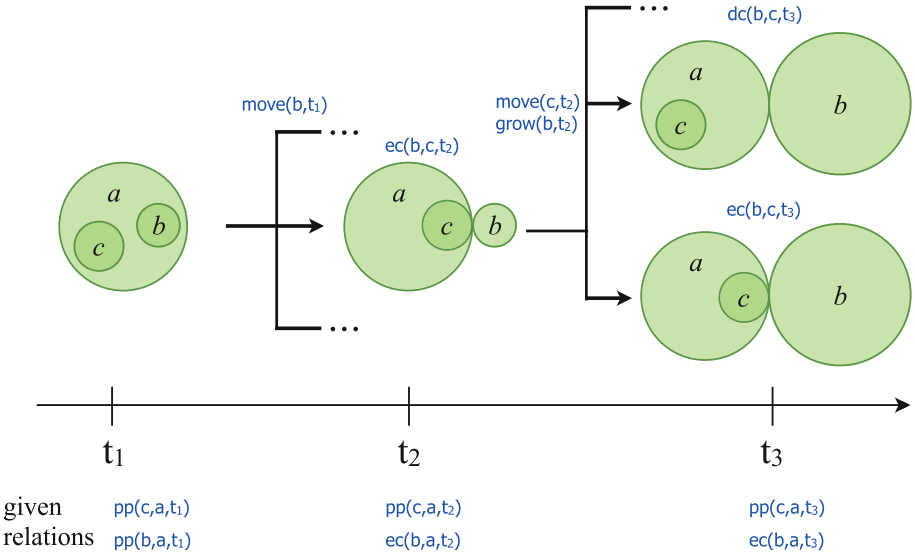 dc(b,c,t₃)
a
b
c
move(b,t₁)
move(c,t₂)
grow(b,t₂)
...
...
ec(b,c,t₂)
a
c
b
a
b
c
ec(b,c,t₃)
a
c
b
...
t₁
t₂
t₃
given
relations
pp(c,a,t₁)
pp(b,a,t₁)
pp(c,a,t₂)
ec(b,a,t₂)
pp(c,a,t₃)
ec(b,a,t₃)